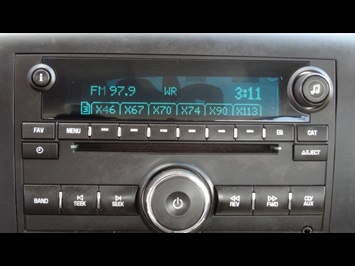 FM 97.9 WR 3:11
3 X46 X67 X70 X74 X90 X113
FAV MENU EQ CAT
EJECT
BAND SEEK SEEK REV FWD CD/AUX